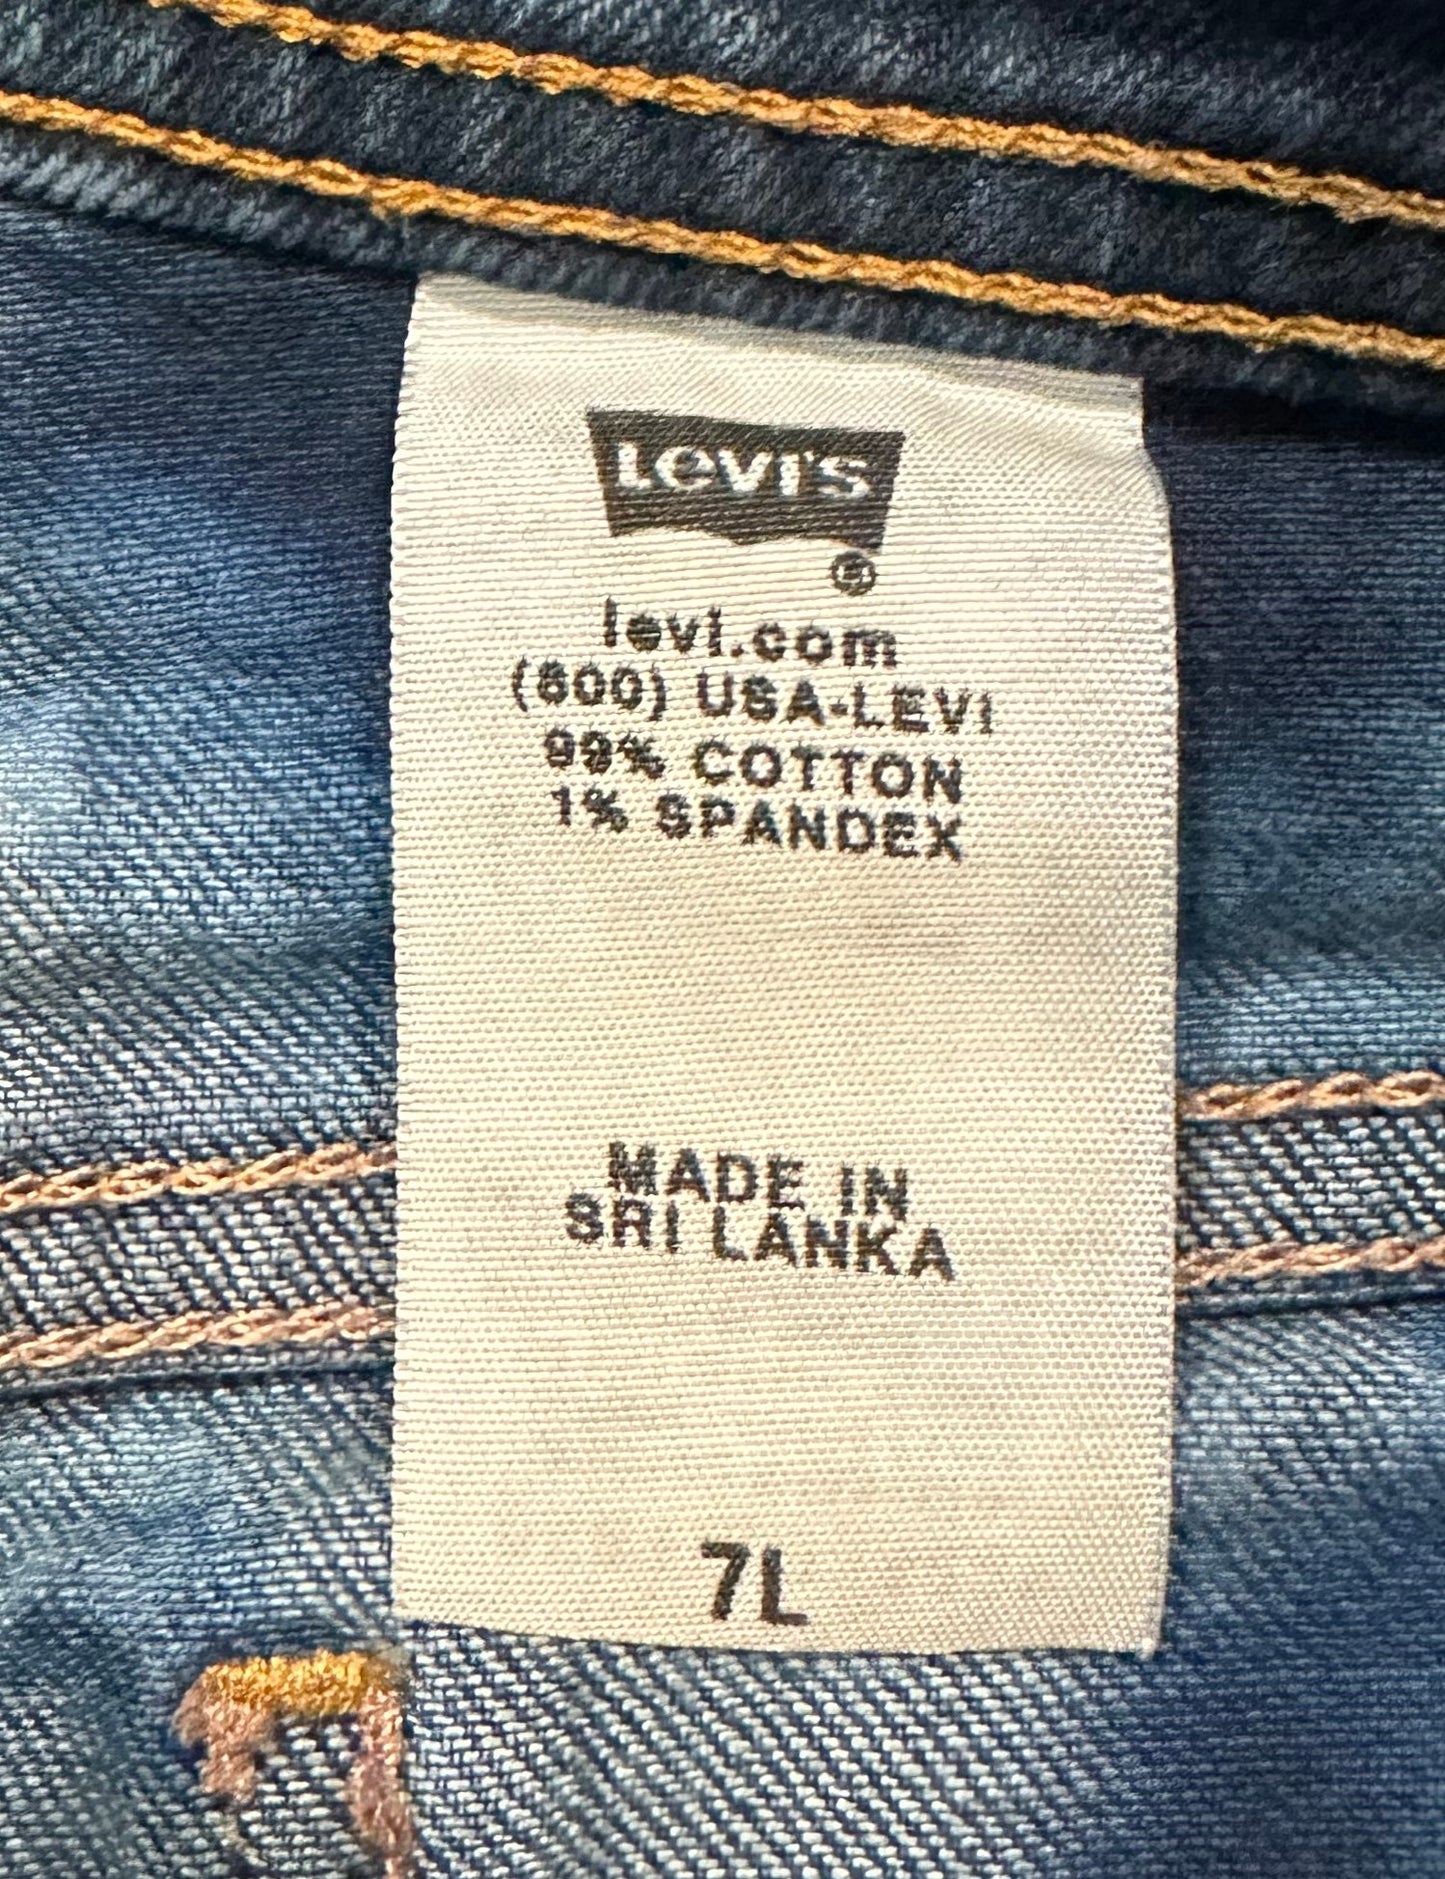 Levi's
®
levi.com
(800) USA-LEVI
99% COTTON
1% SPANDEX
MADE IN
SRI LANKA
7L